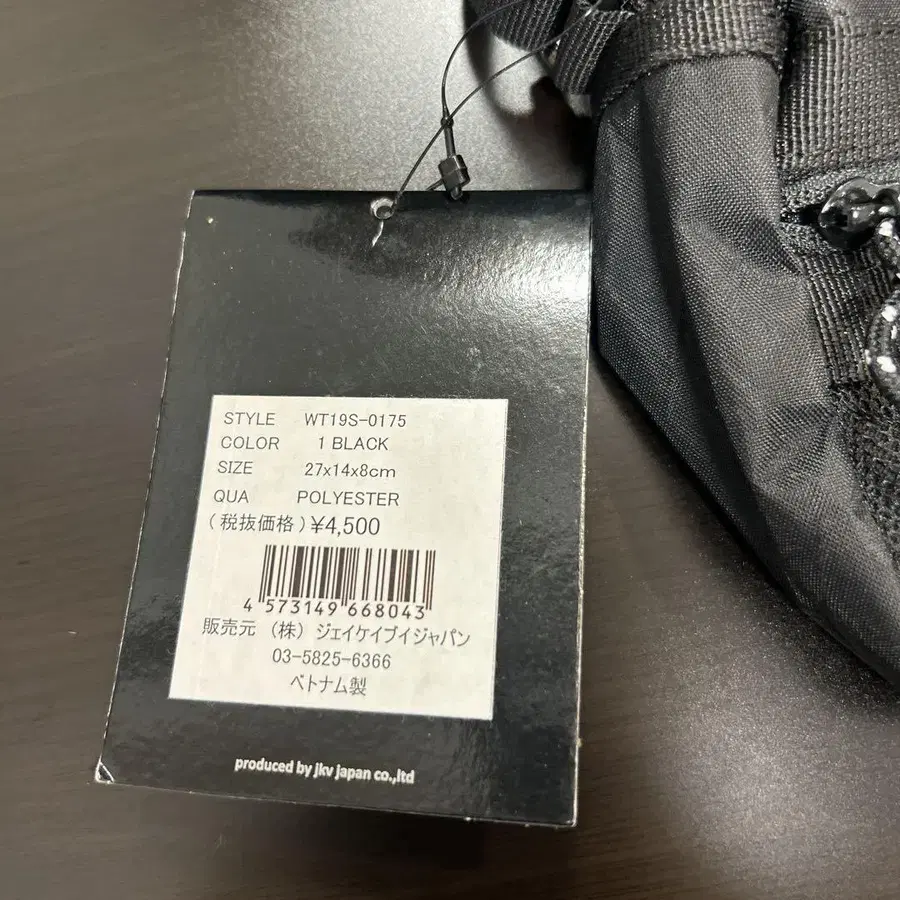 STYLE WT19S-0175
COLOR 1 BLACK
SIZE 27x14x8cm
QUA POLYESTER
(税抜価格)¥4,500
4 573149 668043
販売元 (株) ジェイケイブイジャパン
03-5825-6366
ベトナム製
produced by jkv japan co.,ltd